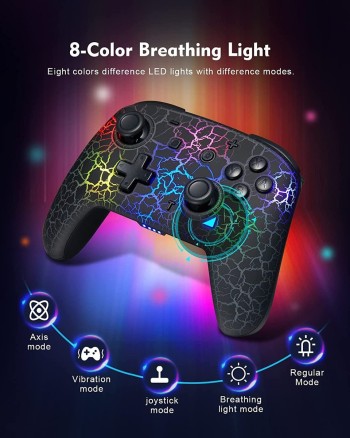 8-Color Breathing Light
Eight colors difference LED lights with difference modes.
Axis
mode
Vibration
mode
joystick
mode
Breathing
light mode
Regular
Mode